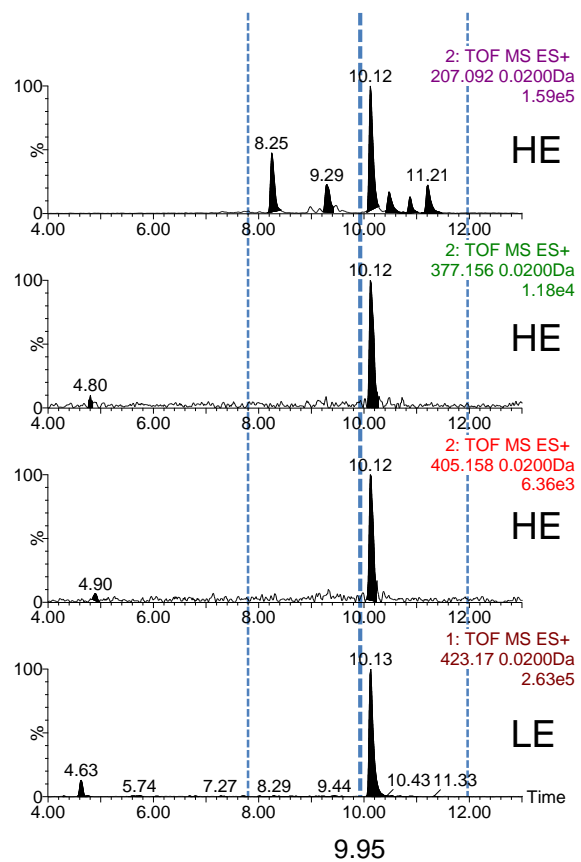 2: TOF MS ES+
207.092 0.0200Da
1.59e5
HE
100
%
0
8.25
9.29
10.12
11.21
4.00 6.00 8.00 10.00 12.00
2: TOF MS ES+
377.156 0.0200Da
1.18e4
HE
100
%
0
4.80
10.12
4.00 6.00 8.00 10.00 12.00
2: TOF MS ES+
405.158 0.0200Da
6.36e3
HE
100
%
0
4.90
10.12
4.00 6.00 8.00 10.00 12.00
1: TOF MS ES+
423.17 0.0200Da
2.63e5
LE
100
%
0
4.63
5.74
7.27
8.29
9.44
10.13
10.43
11.33
Time
4.00 6.00 8.00 10.00 12.00
9.95